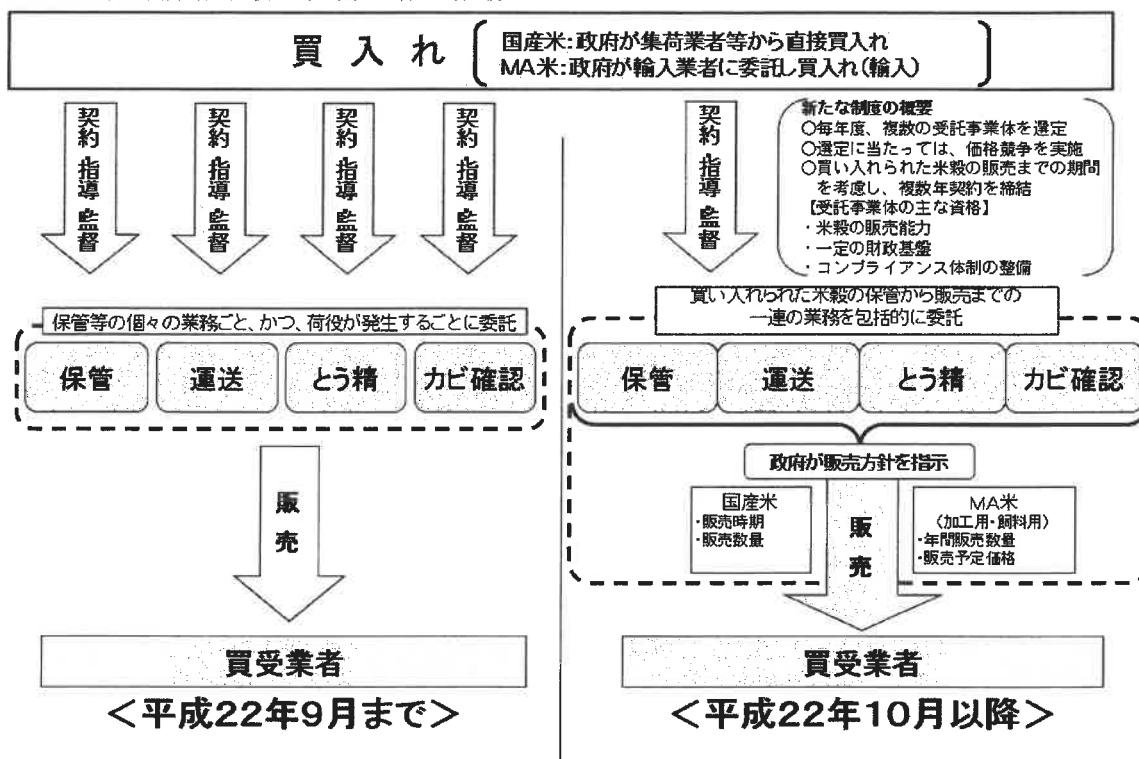 買入れ
国産米:政府が集荷業者等から直接買入れ
MA米:政府が輸入業者に委託し買入れ(輸入)
契約・指導・監督
契約・指導・監督
契約・指導・監督
契約・指導・監督
保管等の個々の業務ごと、かつ、荷役が発生するごとに委託
保管
運送
とう精
カビ確認
販売
買受業者
<平成22年9月まで>
契約・指導・監督
新たな制度の概要
○毎年度、複数の受託事業体を選定
○選定に当たっては、価格競争を実施
○買い入れられた米穀の販売までの期間
を考慮し、複数年契約を締結
【受託事業体の主な資格】
・米穀の販売能力
・一定の財政基盤
・コンプライアンス体制の整備
買い入れられた米穀の保管から販売までの
一連の業務を包括的に委託
保管
運送
とう精
カビ確認
政府が販売方針を指示
国産米
・販売時期
・販売数量
販売
MA米
(加工用・飼料用)
・年間販売数量
・販売予定価格
買受業者
<平成22年10月以降>